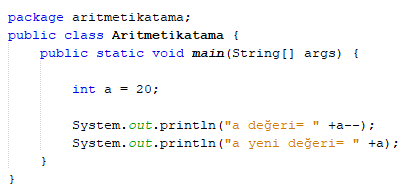 package aritmetikatama;
public class Aritmetikatama {
public static void main(String[] args) {
int a = 20;
System.out.println("a değeri= " +a--);
System.out.println("a yeni değeri= " +a);
}
}